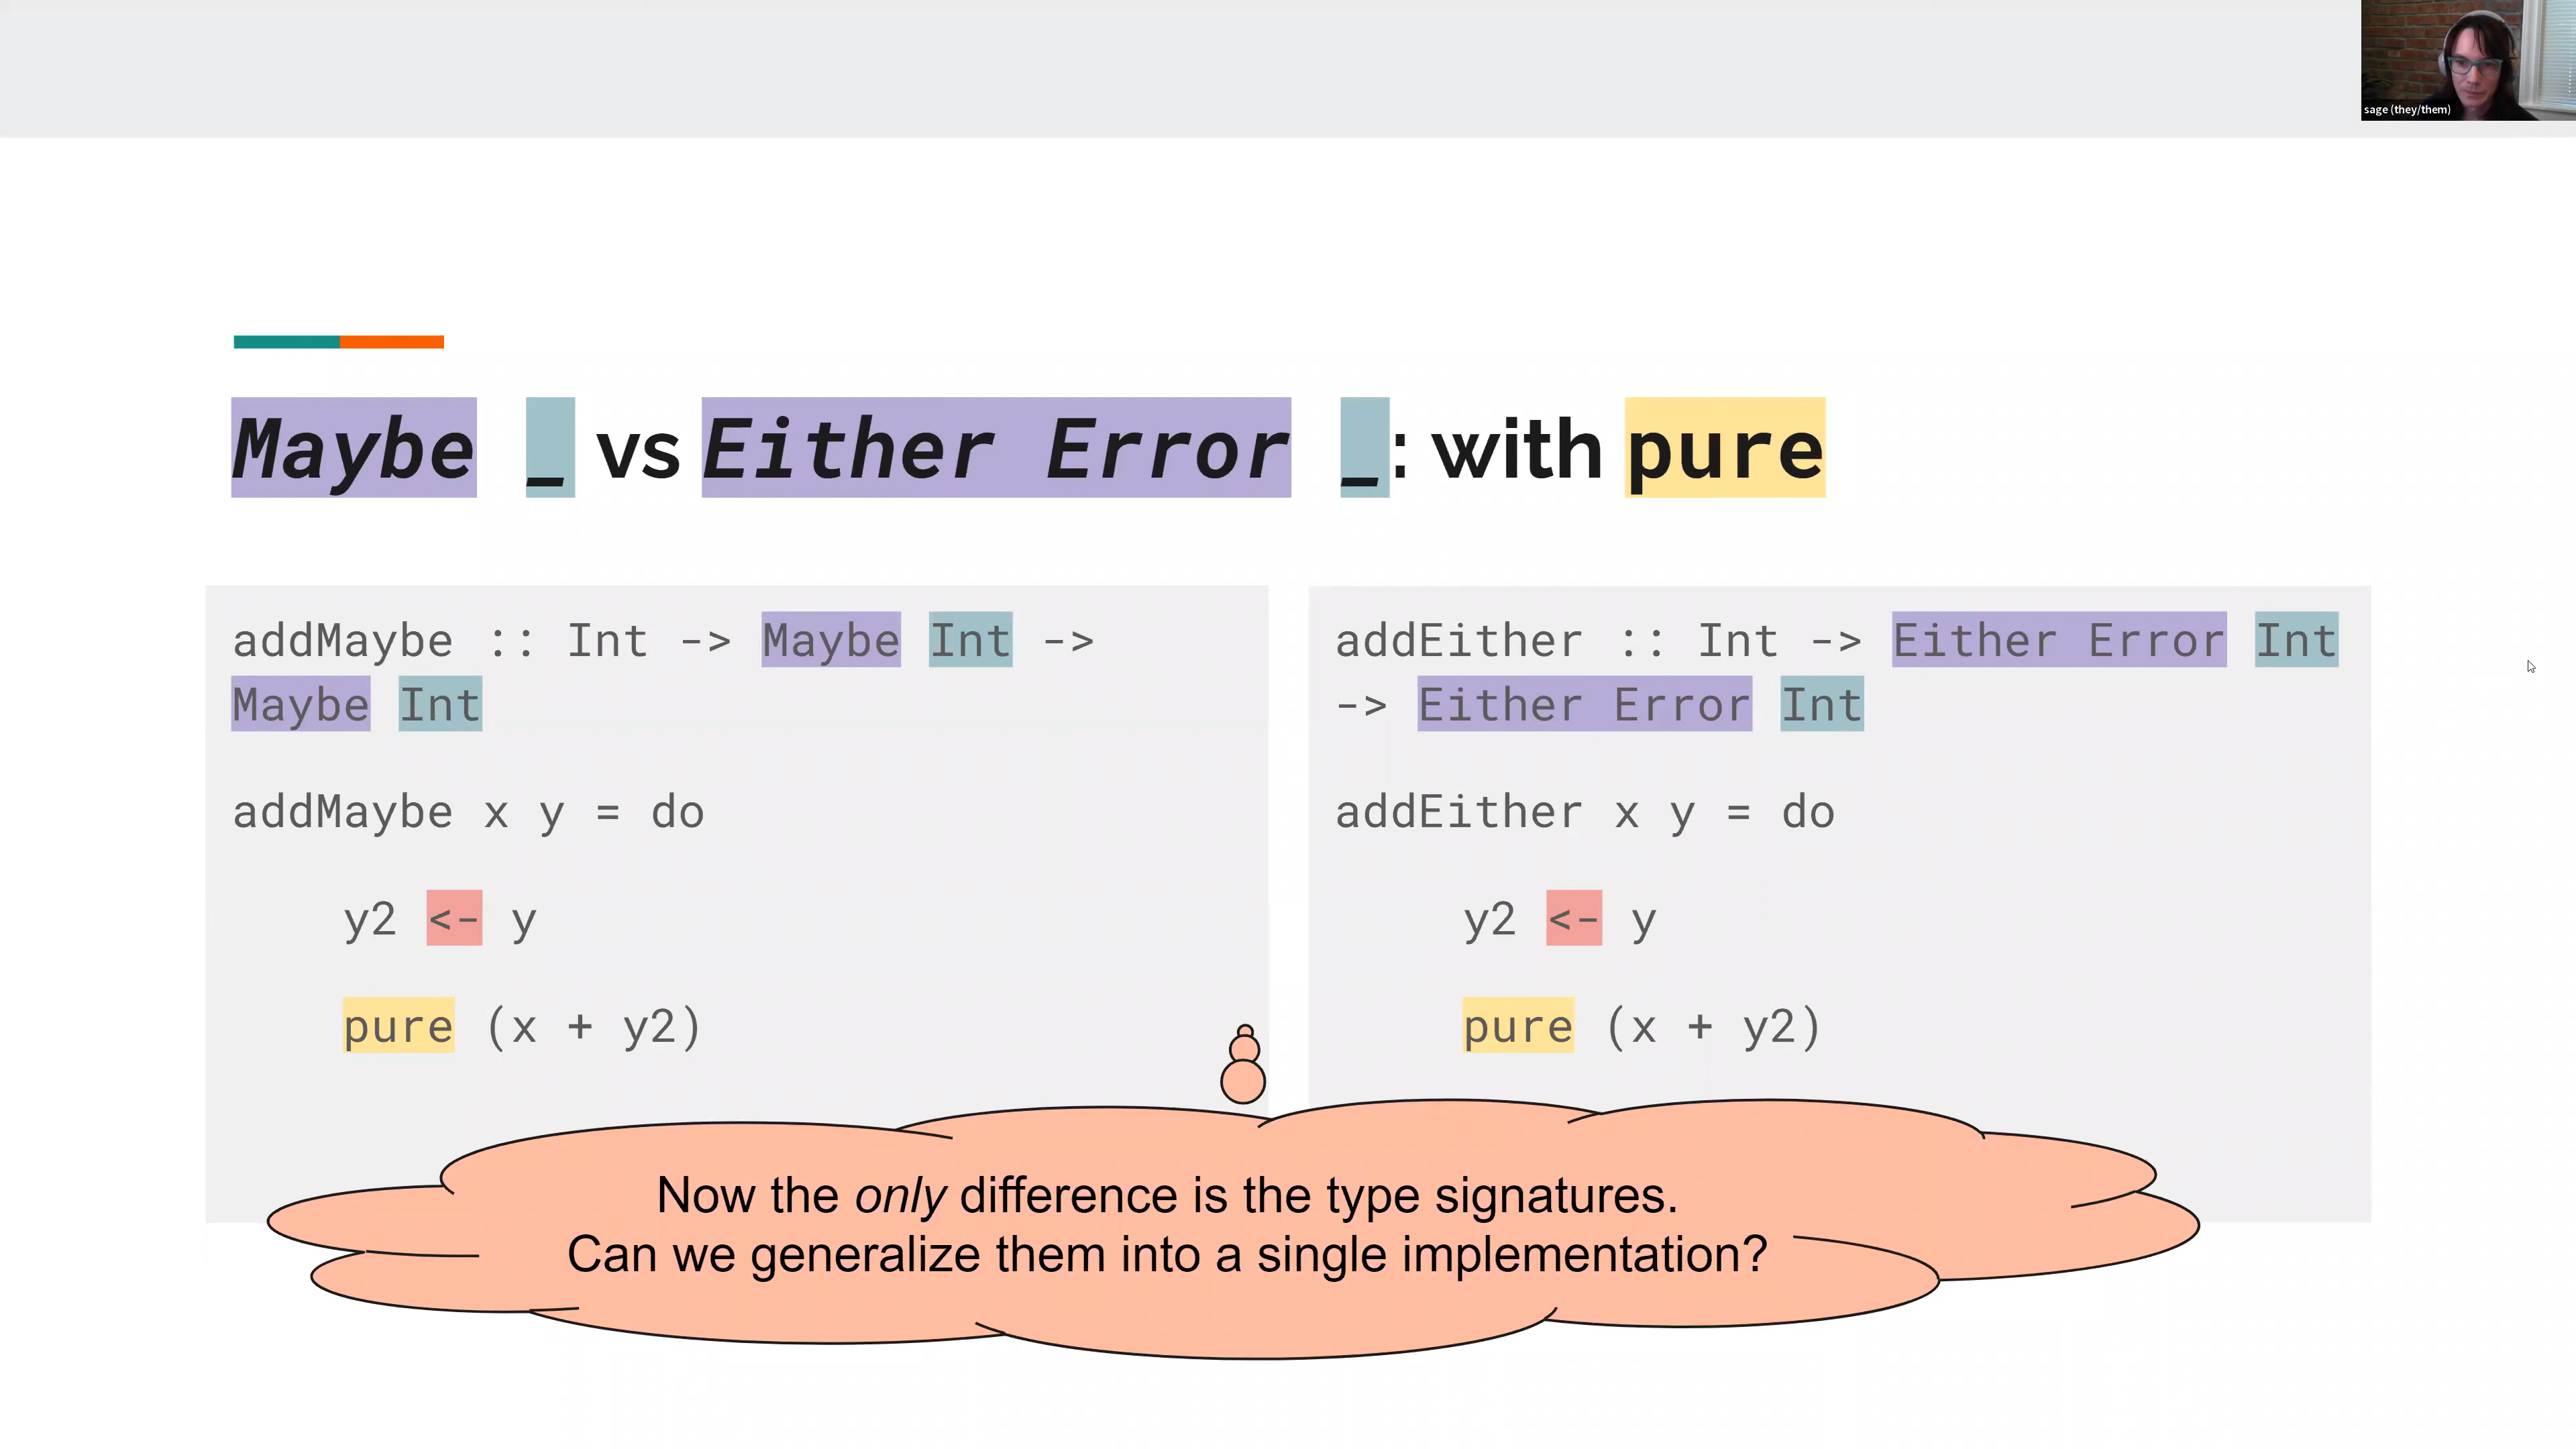 sage (they/them)
Maybe _ vs Either Error _: with pure
addMaybe :: Int -> Maybe Int ->
Maybe Int
addMaybe x y = do
y2 <- y
pure (x + y2)
addEither :: Int -> Either Error Int
-> Either Error Int
addEither x y = do
y2 <- y
pure (x + y2)
Now the only difference is the type signatures.
Can we generalize them into a single implementation?